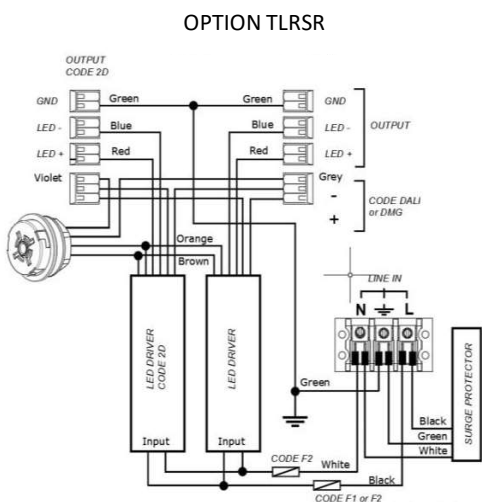 OPTION TLRSR
OUTPUT
CODE 2D
GND
Green
Green
GND
LED -
Blue
Blue
LED -
OUTPUT
LED +
Red
Red
LED +
Violet
Grey
-
+
CODE DALI
or DMG
Orange
Brown
LINE IN
N
L
LED DRIVER
CODE 2D
LED DRIVER
SURGE PROTECTOR
Green
Black
Green
White
Input
Input
CODE F2
White
Black
CODE F1 or F2